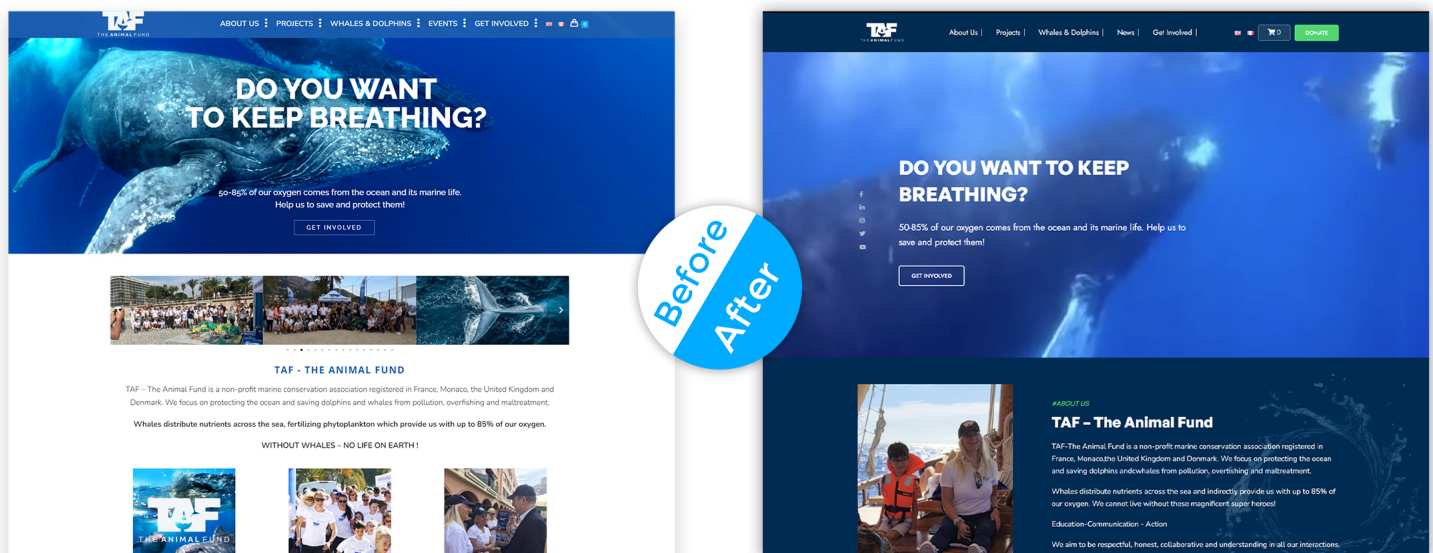 TAF
THE ANIMAL FUND
ABOUT US PROJECTS WHALES & DOLPHINS EVENTS GET INVOLVED 0
DO YOU WANT
TO KEEP BREATHING?
50-85% of our oxygen comes from the ocean and its marine life.
Help us to save and protect them!
GET INVOLVED
TAF - THE ANIMAL FUND
TAF – The Animal Fund is a non-profit marine conservation association registered in France, Monaco, the United Kingdom and
Denmark. We focus on protecting the ocean and saving dolphins and whales from pollution, overfishing and maltreatment.
Whales distribute nutrients across the sea, fertilizing phytoplankton which provide us with up to 85% of our oxygen.
WITHOUT WHALES – NO LIFE ON EARTH !
TAF
THE ANIMAL FUND
Before
After
TAF
THE ANIMAL FUND
About Us | Projects | Whales & Dolphins | News | Get Involved | 0 DONATE
DO YOU WANT TO KEEP
BREATHING?
50-85% of our oxygen comes from the ocean and its marine life. Help us to
save and protect them!
GET INVOLVED
#ABOUT US
TAF – The Animal Fund
TAF-The Animal Fund is a non-profit marine conservation association registered in
France, Monaco,the United Kingdom and Denmark. We focus on protecting the ocean
and saving dolphins andcwhales from pollution, overtishing and maltreatment.
Whales distribute nutrients across the sea and indirectly provide us with up to 85% of
our oxygen. We cannot live without these magnificent super heroes!
Education-Communication - Action
We aim to be respectful, honest, collaborative and understanding in all our interactions.